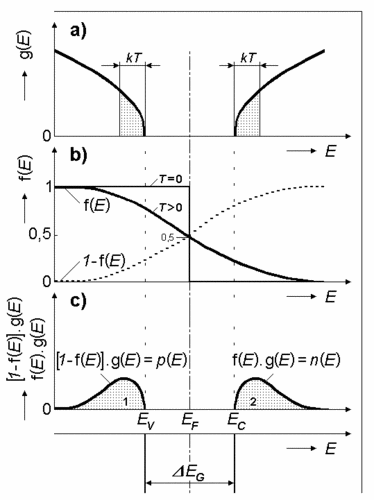 a)
g(E)
kT
kT
0
E
b)
f(E)
1
T=0
f(E)
T>0
0,5
0,5
1-f(E)
0
E
c)
[1-f(E)].g(E)
f(E).g(E)
[1-f(E)].g(E)=p(E)
f(E).g(E)=n(E)
1
2
0
E_V
E_F
E_C
E
ΔE_G